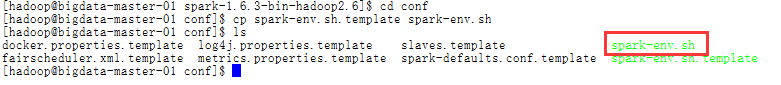 [hadoop@bigdata-master-01 spark-1.6.3-bin-hadoop2.6]$ cd conf
[hadoop@bigdata-master-01 conf]$ cp spark-env.sh.template spark-env.sh
[hadoop@bigdata-master-01 conf]$ ls
docker.properties.template  log4j.properties.template  slaves.template  spark-env.sh
fairscheduler.xml.template  metrics.properties.template  spark-defaults.conf.template  spark-env.sh.template
[hadoop@bigdata-master-01 conf]$